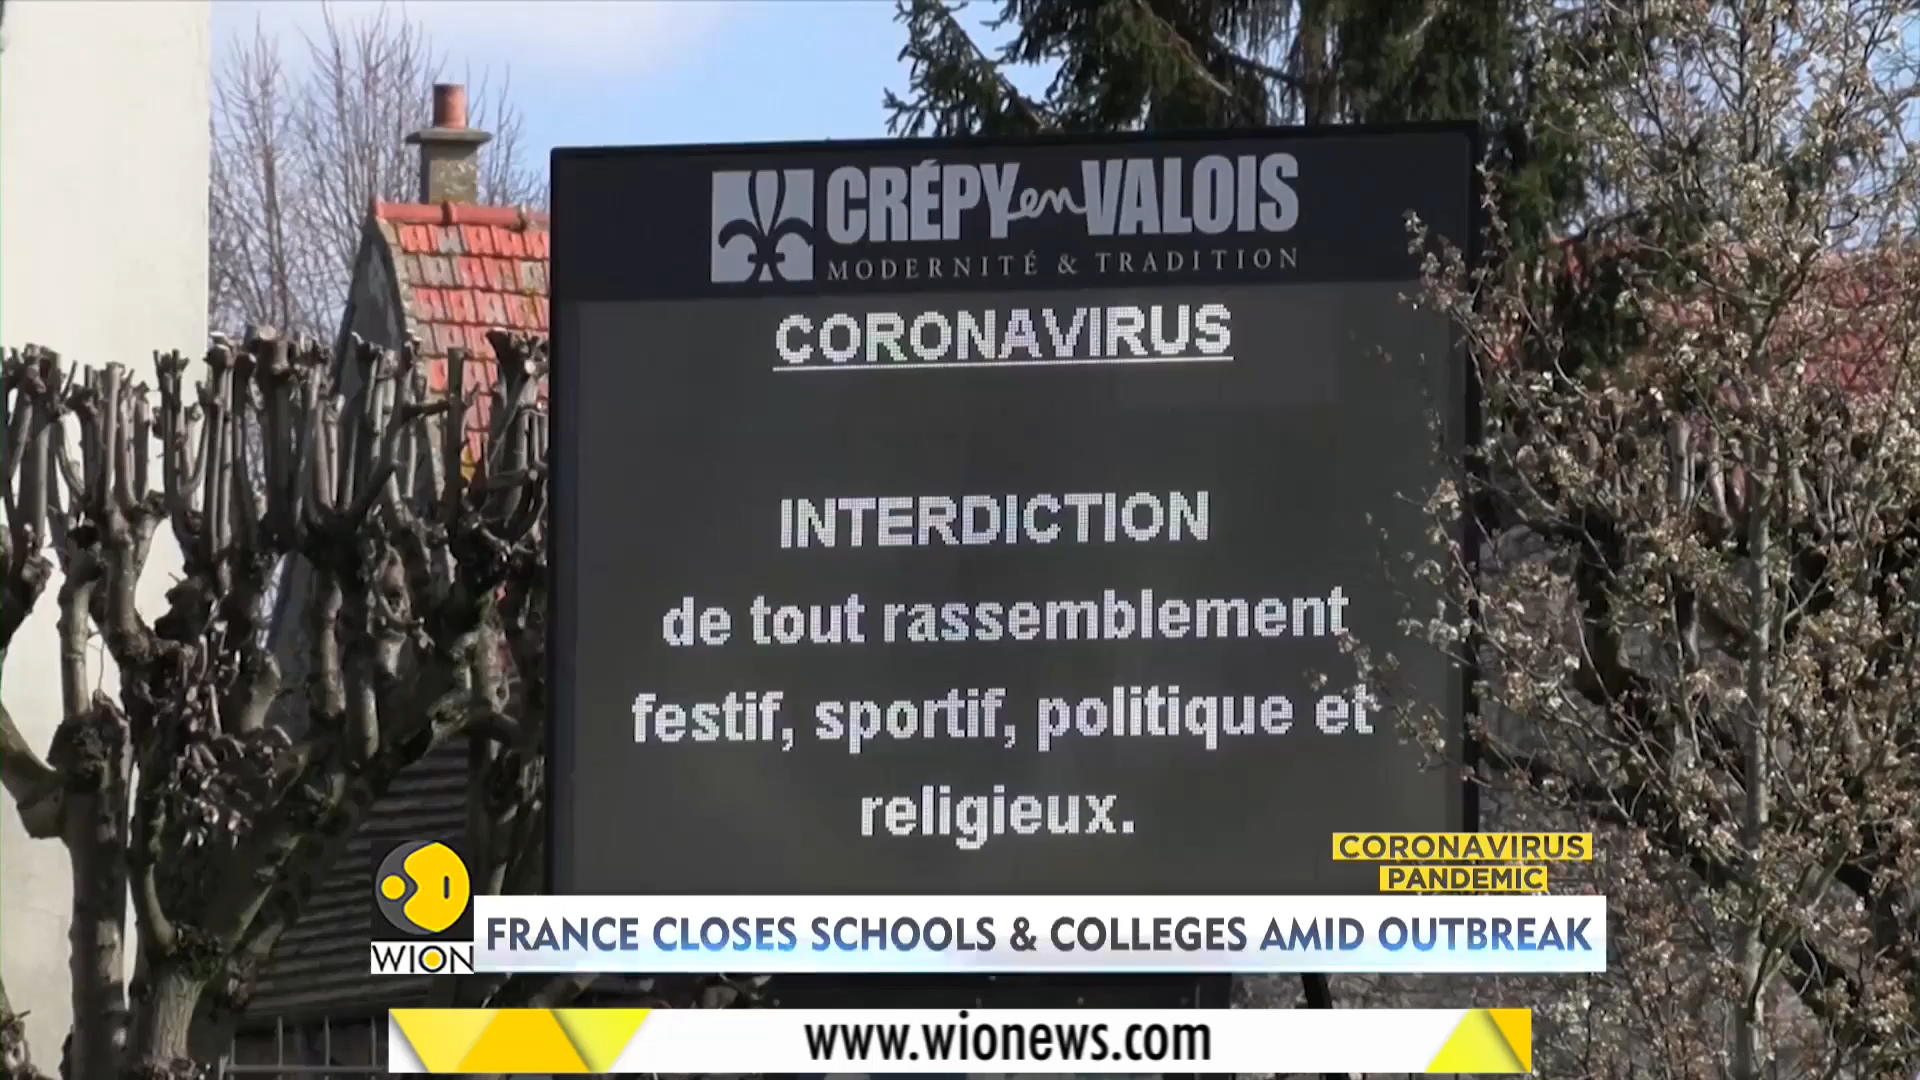 CRÉPY en VALOIS
MODERNITÉ & TRADITION
CORONAVIRUS
INTERDICTION
de tout rassemblement
festif, sportif, politique et
religieux.
CORONAVIRUS
PANDEMIC
FRANCE CLOSES SCHOOLS & COLLEGES AMID OUTBREAK
WION
www.wionews.com